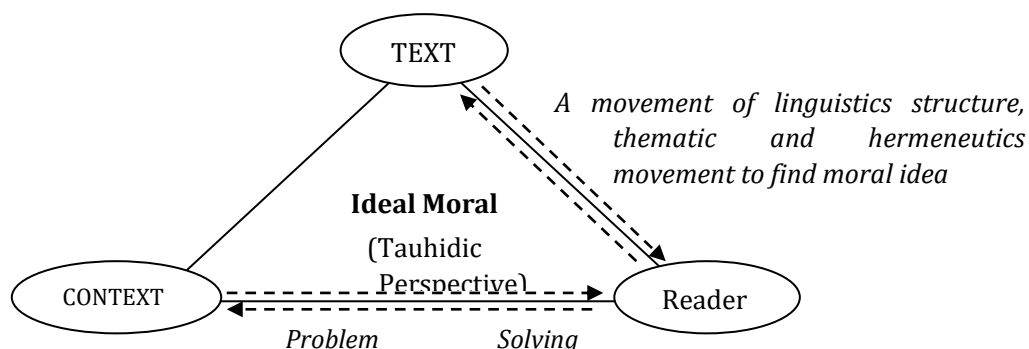 TEXT
A movement of linguistics structure,
thematic and hermeneutics
movement to find moral idea
Ideal Moral
(Tauhidic
Perspective)
CONTEXT
Reader
Problem Solving